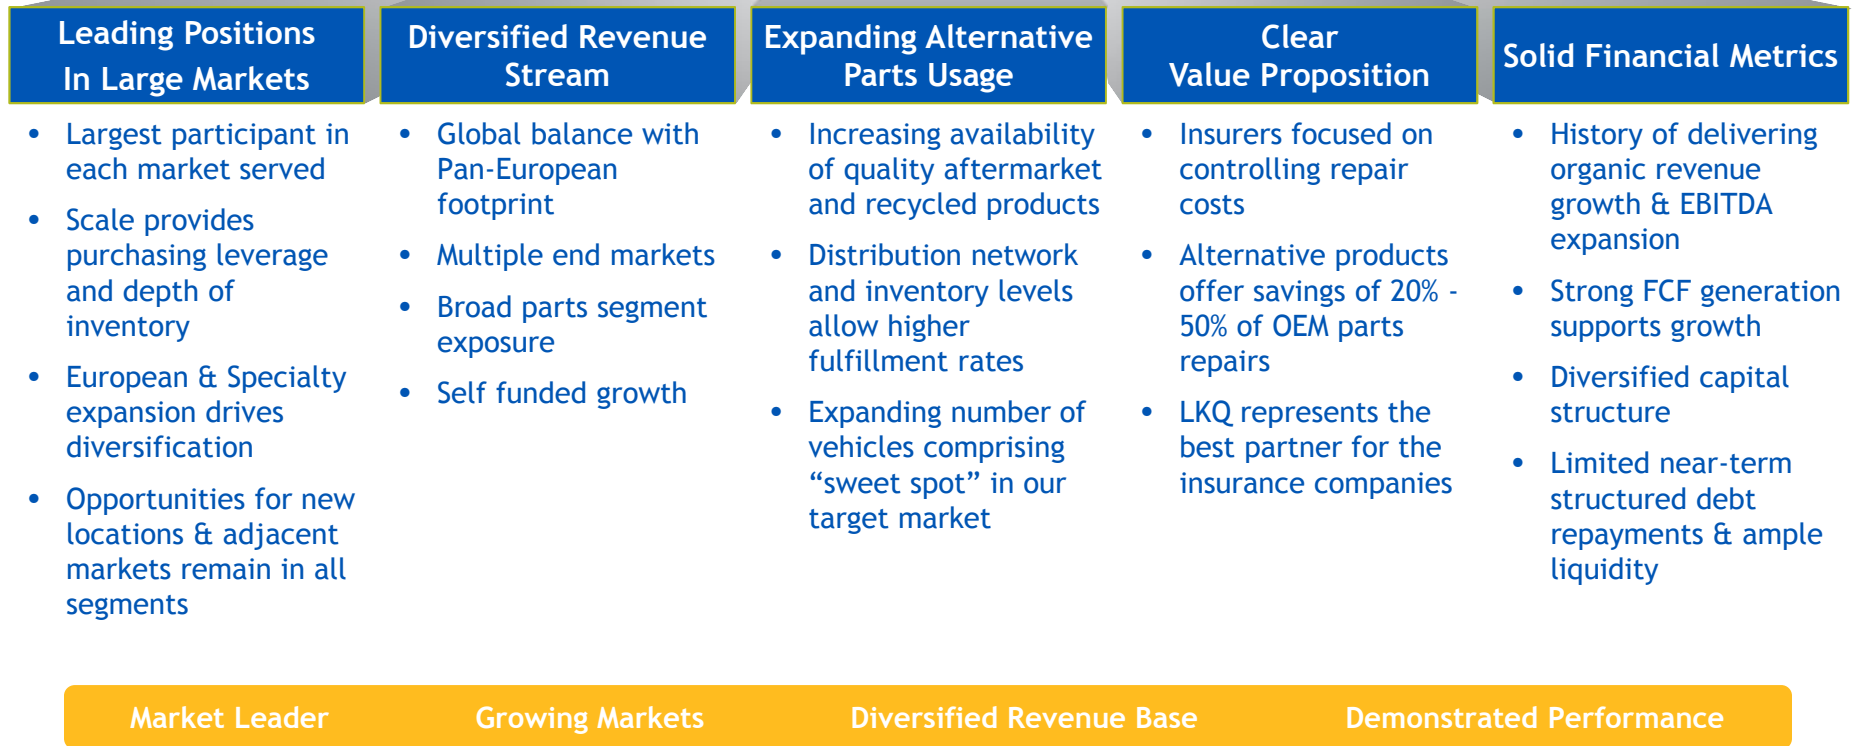 Leading Positions
In Large Markets
• Largest participant in
each market served
• Scale provides
purchasing leverage
and depth of
inventory
• European & Specialty
expansion drives
diversification
• Opportunities for new
locations & adjacent
markets remain in all
segments
Diversified Revenue
Stream
• Global balance with
Pan-European
footprint
• Multiple end markets
• Broad parts segment
exposure
• Self funded growth
Expanding Alternative
Parts Usage
• Increasing availability
of quality aftermarket
and recycled products
• Distribution network
and inventory levels
allow higher
fulfillment rates
• Expanding number of
vehicles comprising
“sweet spot” in our
target market
Clear
Value Proposition
• Insurers focused on
controlling repair
costs
• Alternative products
offer savings of 20% -
50% of OEM parts
repairs
• LKQ represents the
best partner for the
insurance companies
Solid Financial Metrics
• History of delivering
organic revenue
growth & EBITDA
expansion
• Strong FCF generation
supports growth
• Diversified capital
structure
• Limited near-term
structured debt
repayments & ample
liquidity
Market Leader Growing Markets Diversified Revenue Base Demonstrated Performance